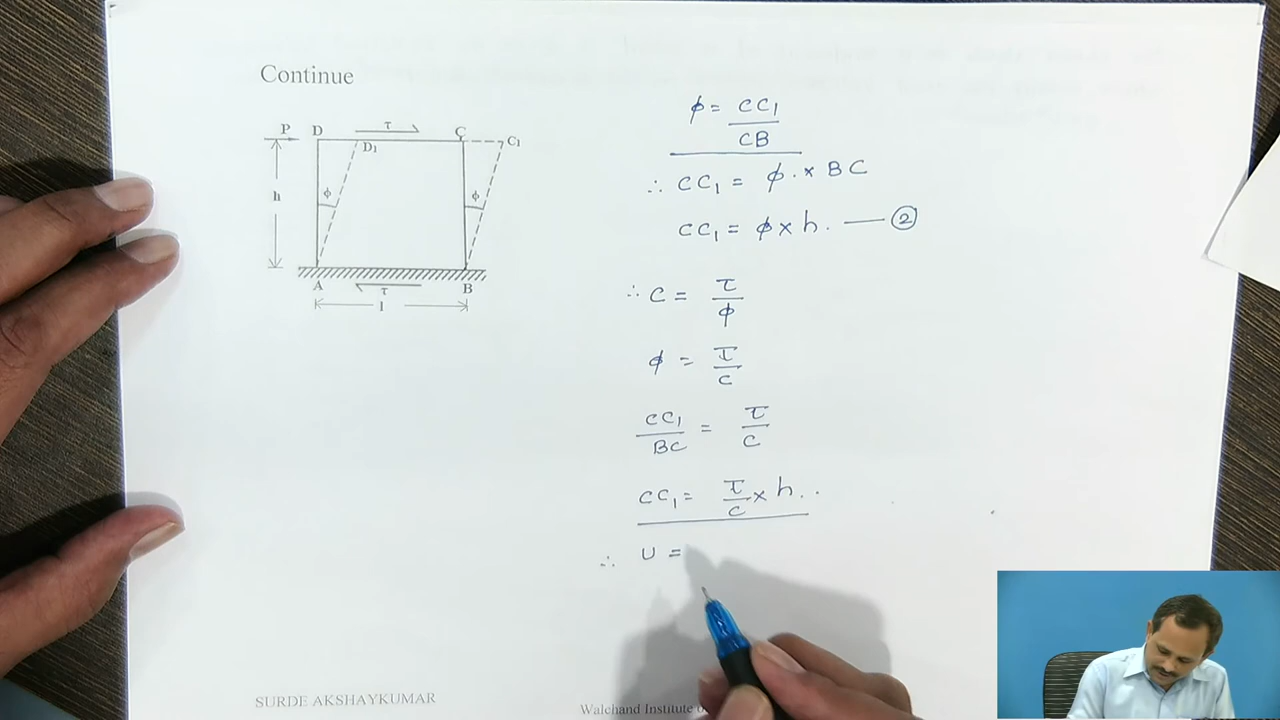 Continue
P D τ C C₁
D₁
h ϕ ϕ
A τ B
l
ϕ = CC₁ / CB
∴ CC₁ = ϕ · × BC
CC₁ = ϕ × h. — ②
∴ C = τ / ϕ
ϕ = τ / C
CC₁ / BC = τ / C
CC₁ = τ / C × h..
∴ U =
SURDE AKSHAYKUMAR
Walchand Institute